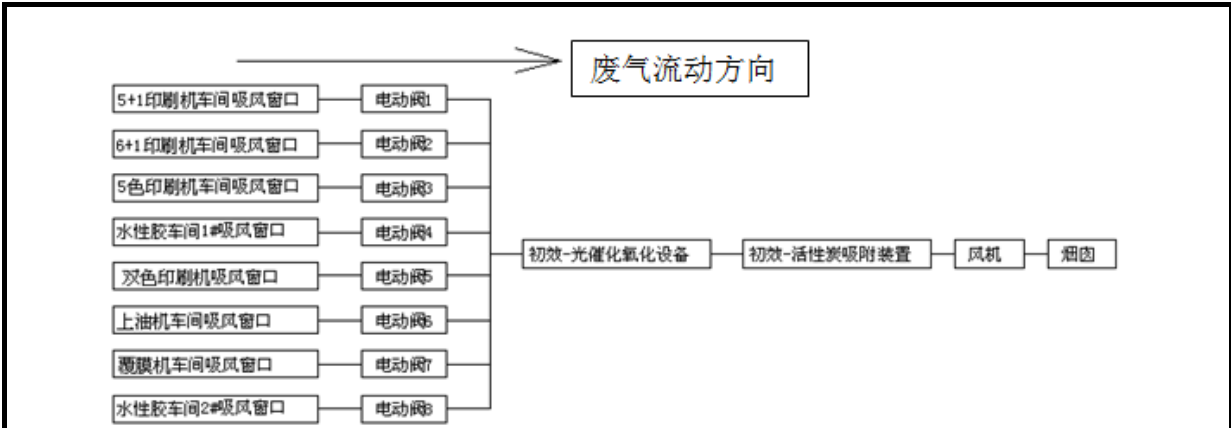 废气流动方向
5+1印刷机车间吸风窗口 电动阀1
6+1印刷机车间吸风窗口 电动阀2
5色印刷机车间吸风窗口 电动阀3
水性胶车间1#吸风窗口 电动阀4
初效-光催化氧化设备 初效-活性炭吸附装置 风机 烟囱
双色印刷机吸风窗口 电动阀5
上油机车间吸风窗口 电动阀6
覆膜机车间吸风窗口 电动阀7
水性胶车间2#吸风窗口 电动阀8